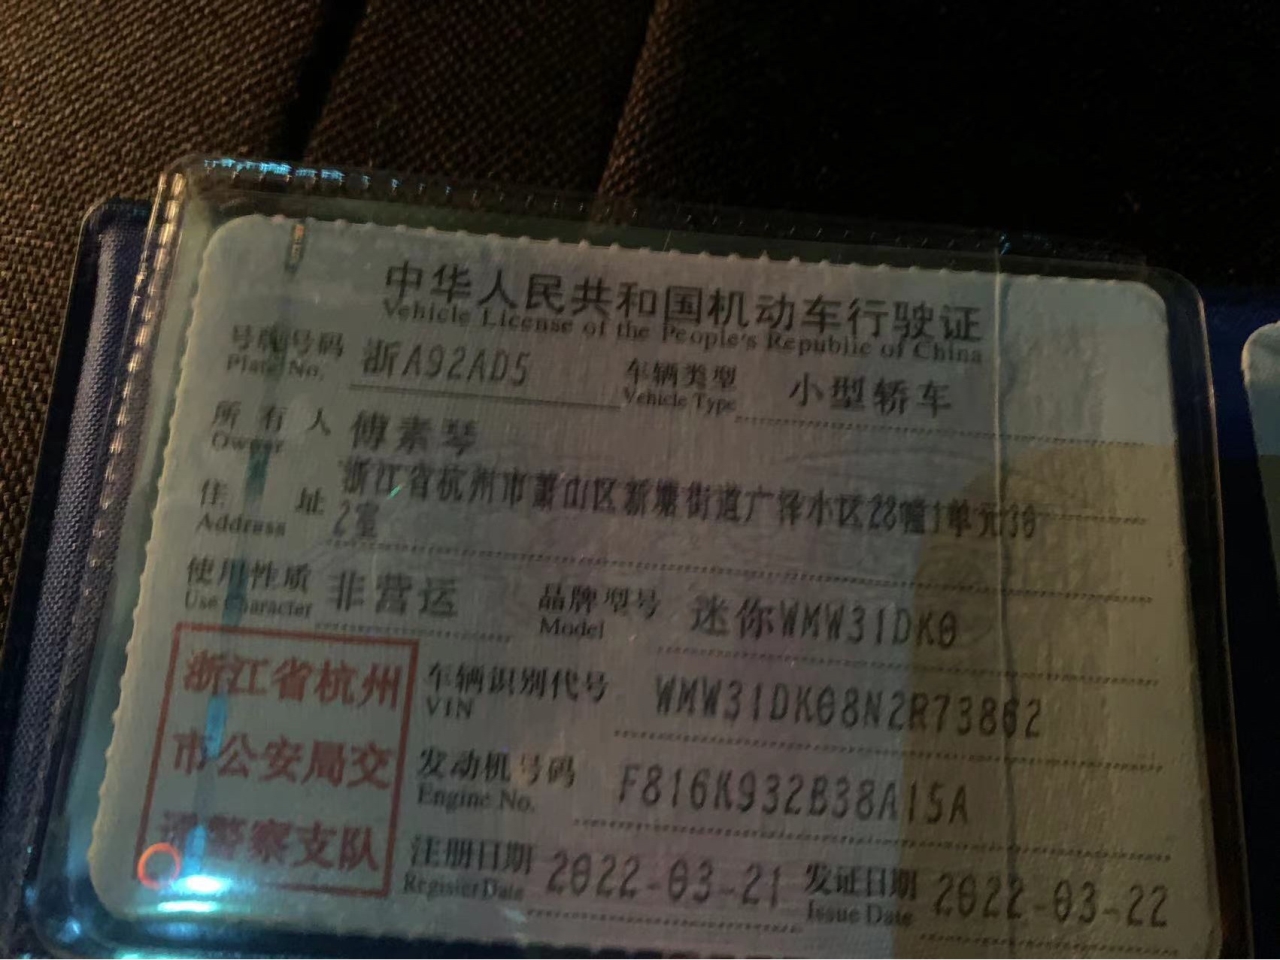 中华人民共和国机动车行驶证
Vehicle License of the People's Republic of China
号牌号码 浙A92AD5 车辆类型 小型轿车
Plate No. Vehicle Type
所有人 傅素琴
Owner
住址 浙江省杭州市萧山区新塘街道广泽小区28幢1单元30
Address 2室
使用性质 非营运 品牌型号 迷你WMW31DK0
Use Character Model
浙江省杭州
市公安局交
通警察支队
车辆识别代号 WMW31DK08N2R73862
VIN
发动机号码 F816K932B38A15A
Engine No.
注册日期 2022-03-21 发证日期 2022-03-22
Register Date Issue Date